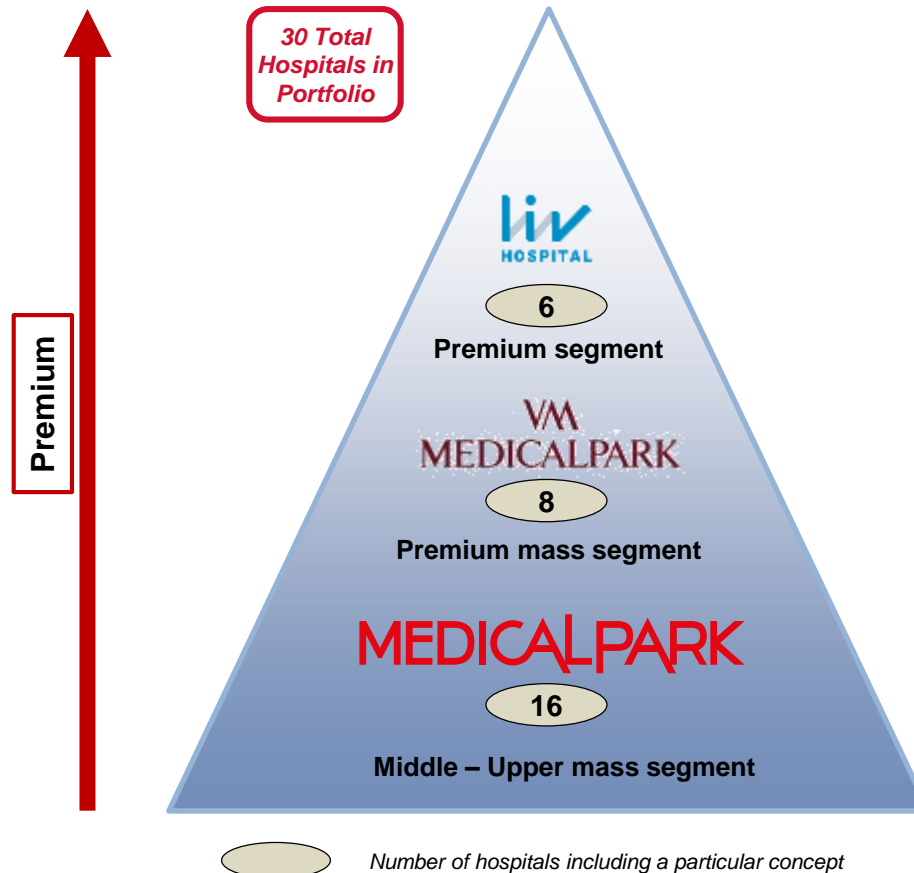 30 Total
Hospitals in
Portfolio
liv
HOSPITAL
6
Premium segment
Premium
VM
MEDICALPARK
8
Premium mass segment
MEDICALPARK
16
Middle – Upper mass segment
Number of hospitals including a particular concept